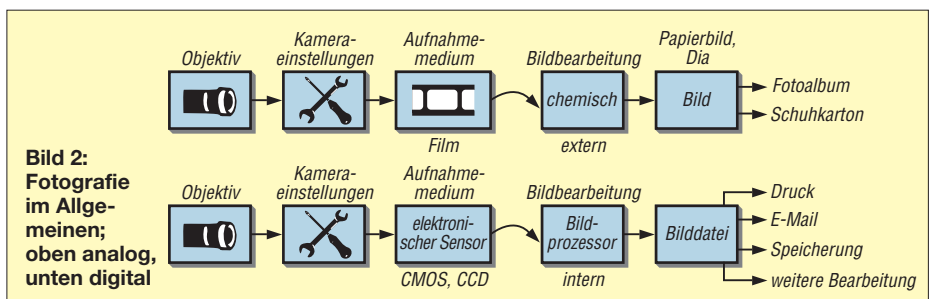 Objektiv
Kamera-
einstellungen
Aufnahme-
medium
Bildbearbeitung
Papierbild,
Dia
chemisch
Bild
Fotoalbum
Schuhkarton
Film
extern
Bild 2:
Fotografie
im Allge-
meinen;
oben analog,
unten digital
Objektiv
Kamera-
einstellungen
Aufnahme-
medium
Bildbearbeitung
elektroni-
scher Sensor
Bild-
prozessor
Bilddatei
Druck
E-Mail
Speicherung
weitere Bearbeitung
CMOS, CCD
intern